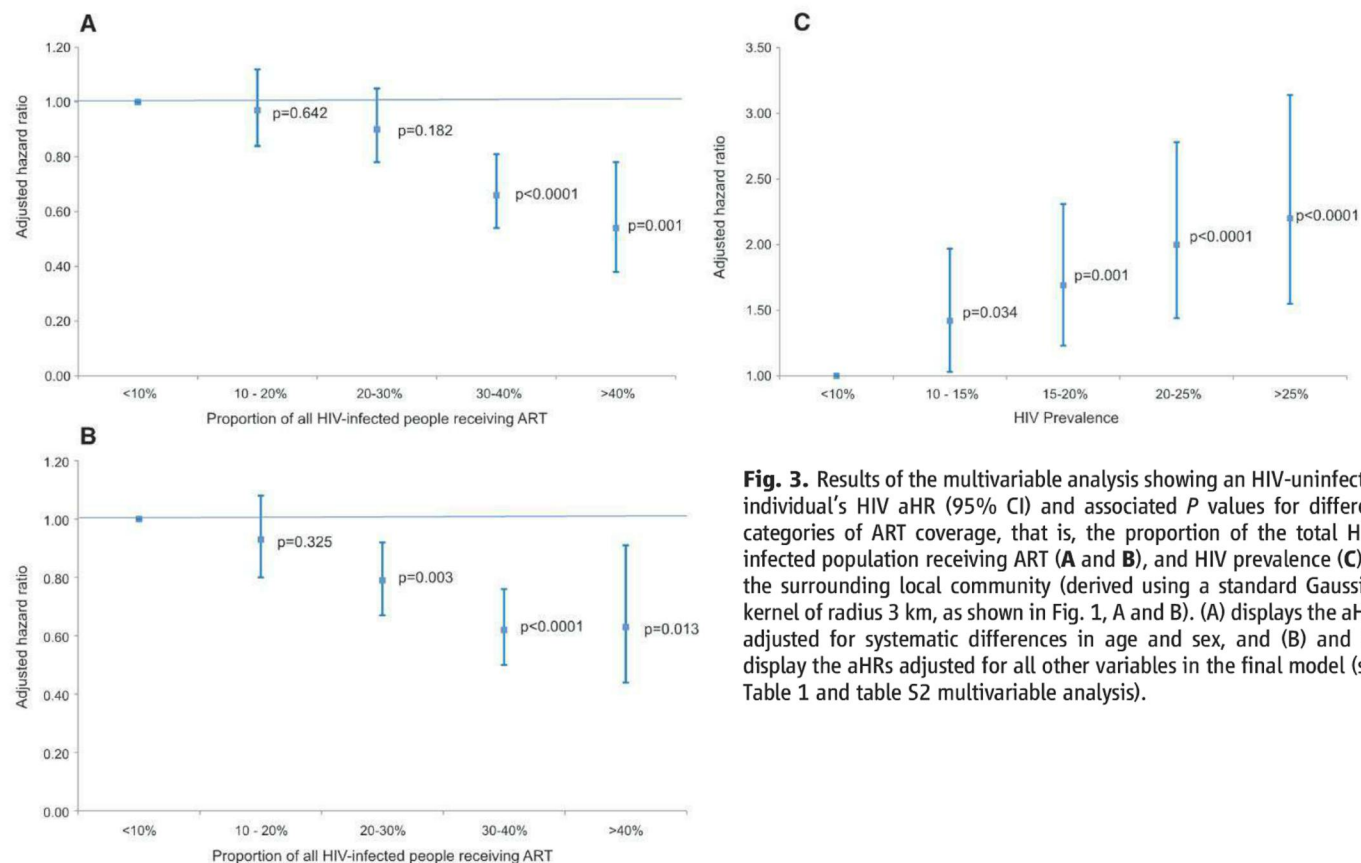 A
1.20
1.00
0.80
0.60
0.40
0.20
0.00
Adjusted hazard ratio
p=0.642
p=0.182
p<0.0001
p=0.001
<10%
10 - 20%
20-30%
30-40%
>40%
Proportion of all HIV-infected people receiving ART
B
1.20
1.00
0.80
0.60
0.40
0.20
0.00
Adjusted hazard ratio
p=0.325
p=0.003
p<0.0001
p=0.013
<10%
10 - 20%
20-30%
30-40%
>40%
Proportion of all HIV-infected people receiving ART
C
3.50
3.00
2.50
2.00
1.50
1.00
Adjusted hazard ratio
p=0.034
p=0.001
p<0.0001
p<0.0001
<10%
10 - 15%
15-20%
20-25%
>25%
HIV Prevalence
Fig. 3. Results of the multivariable analysis showing an HIV-uninfect
individual's HIV aHR (95% CI) and associated P values for differe
categories of ART coverage, that is, the proportion of the total H
infected population receiving ART (A and B), and HIV prevalence (C)
the surrounding local community (derived using a standard Gaussi
kernel of radius 3 km, as shown in Fig. 1, A and B). (A) displays the aH
adjusted for systematic differences in age and sex, and (B) and
display the aHRs adjusted for all other variables in the final model (s
Table 1 and table S2 multivariable analysis).